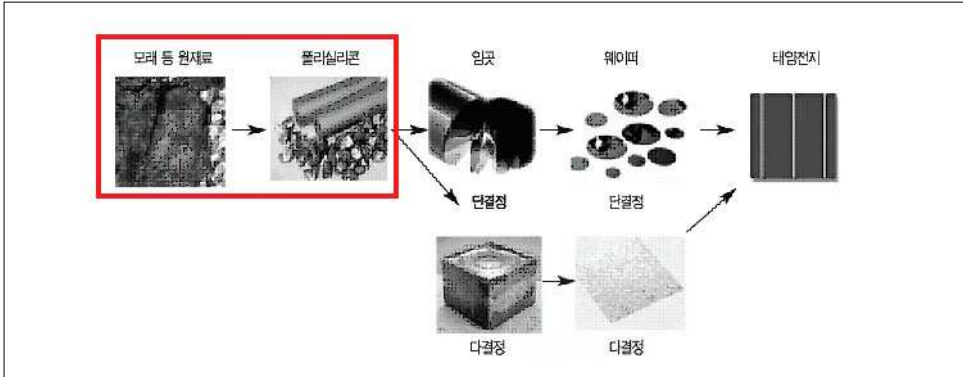 모래 등 원재료
폴리실리콘
잉곳
웨이퍼
태양전지
단결정
단결정
다결정
다결정